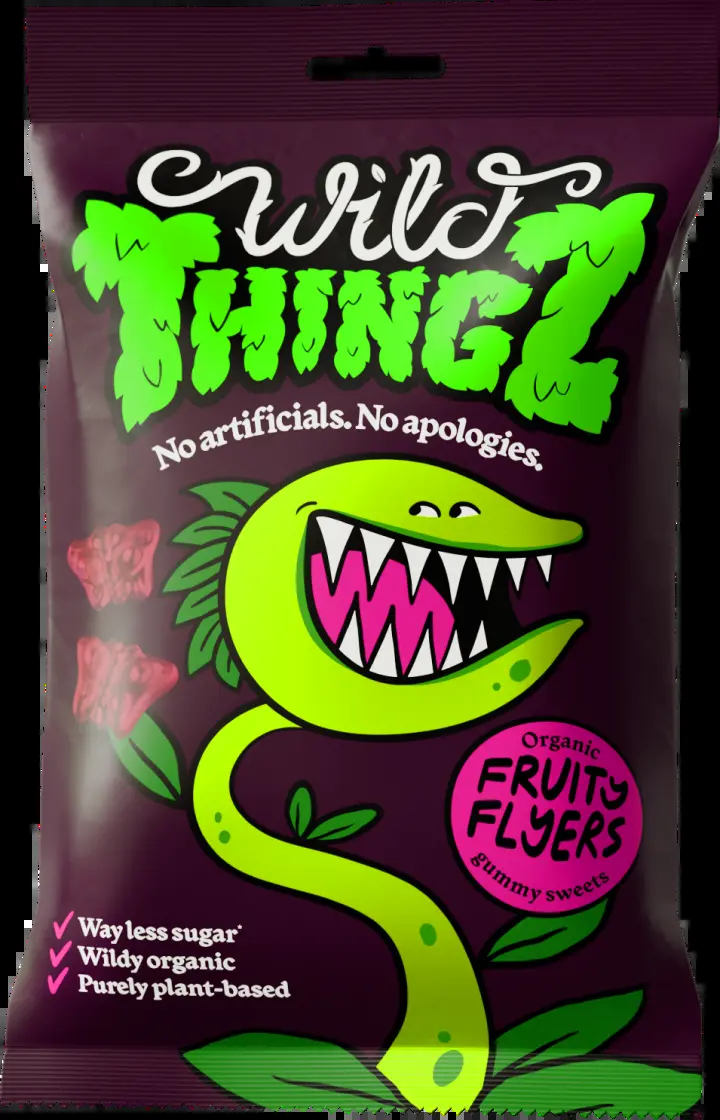 Wild
THINGZ
No artificials. No apologies.
Organic
FRUITY
FLYERS
gummy sweets
Way less sugar*
Wildy organic
Purely plant-based